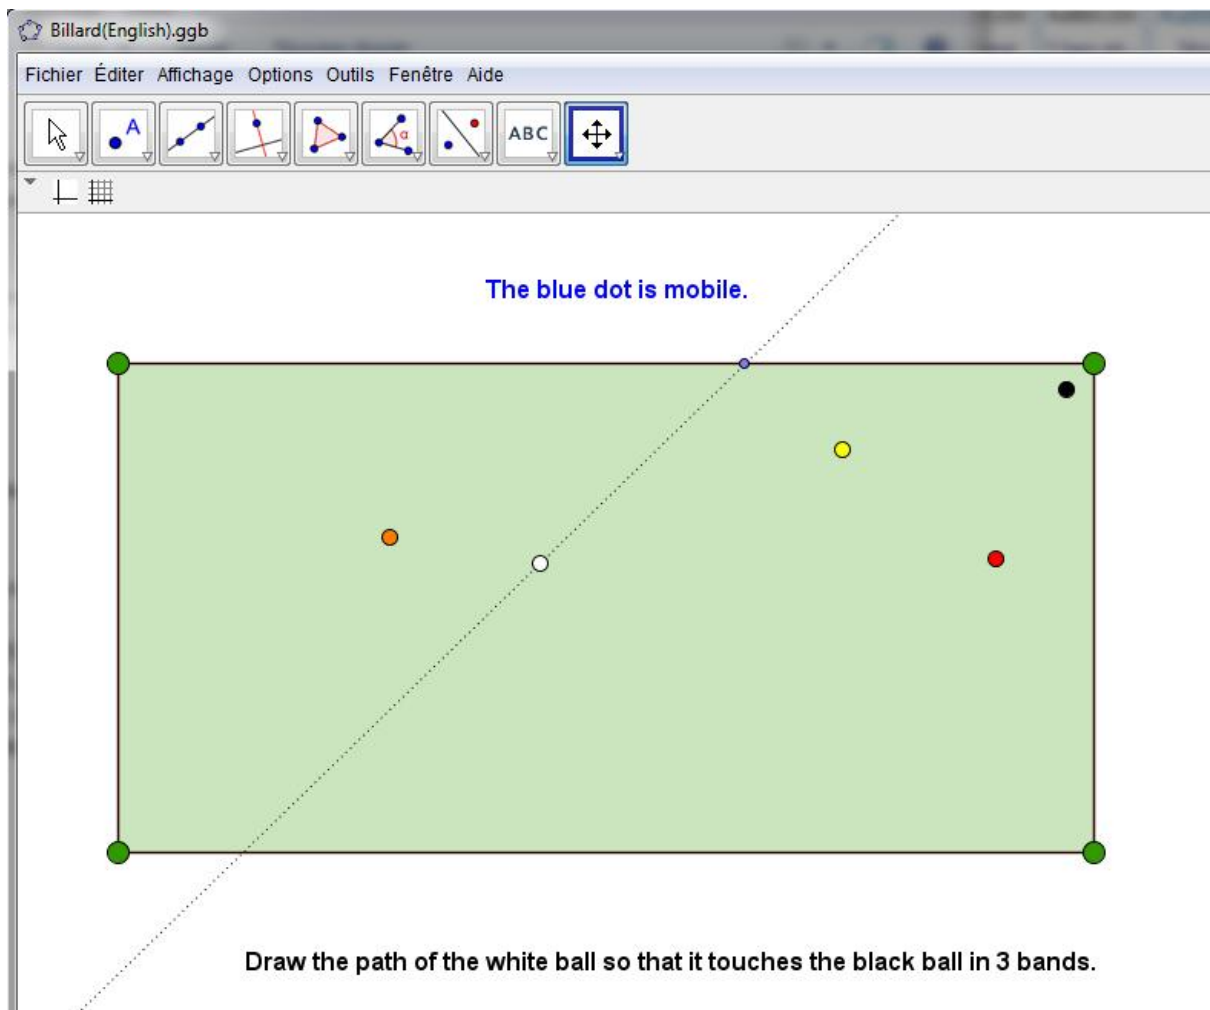 Billard(English).ggb
Fichier Éditer Affichage Options Outils Fenêtre Aide
A
α
ABC
The blue dot is mobile.
Draw the path of the white ball so that it touches the black ball in 3 bands.